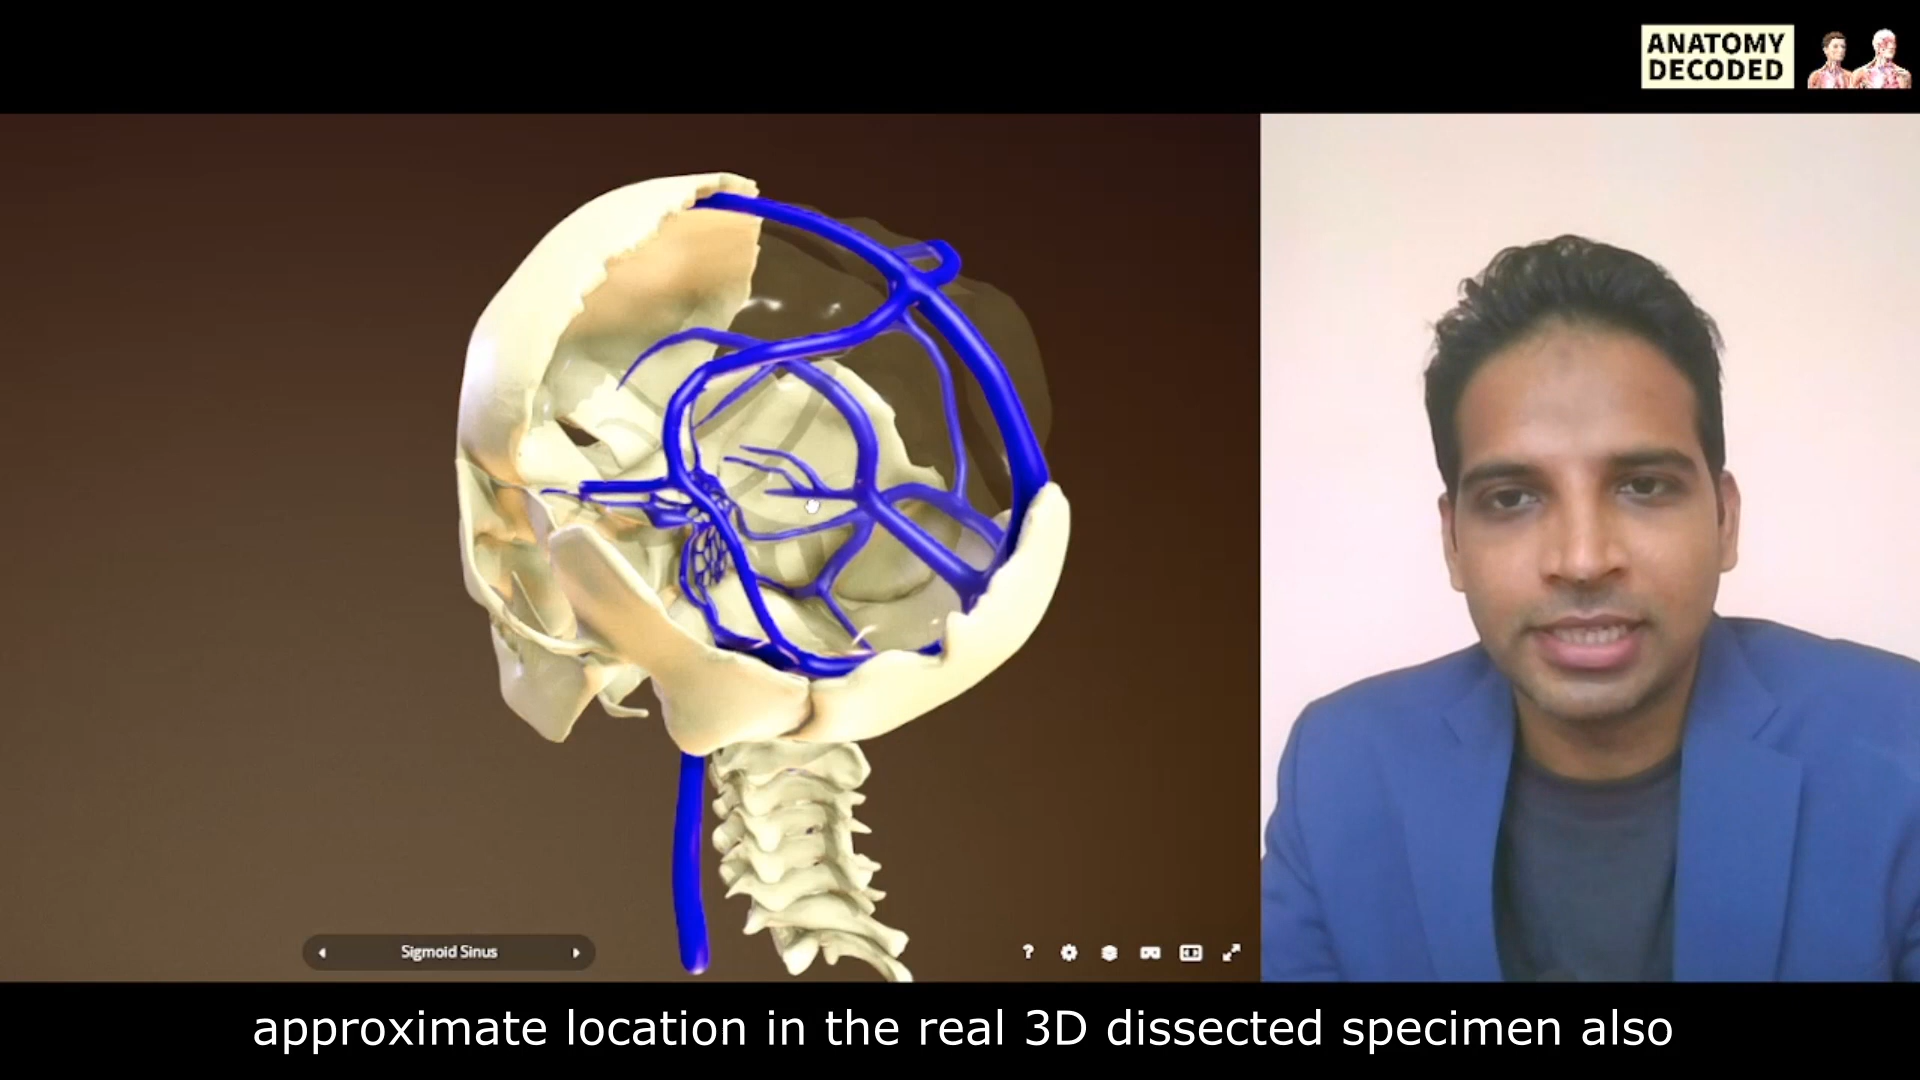 ANATOMY
DECODED
Sigmoid Sinus
?
approximate location in the real 3D dissected specimen also